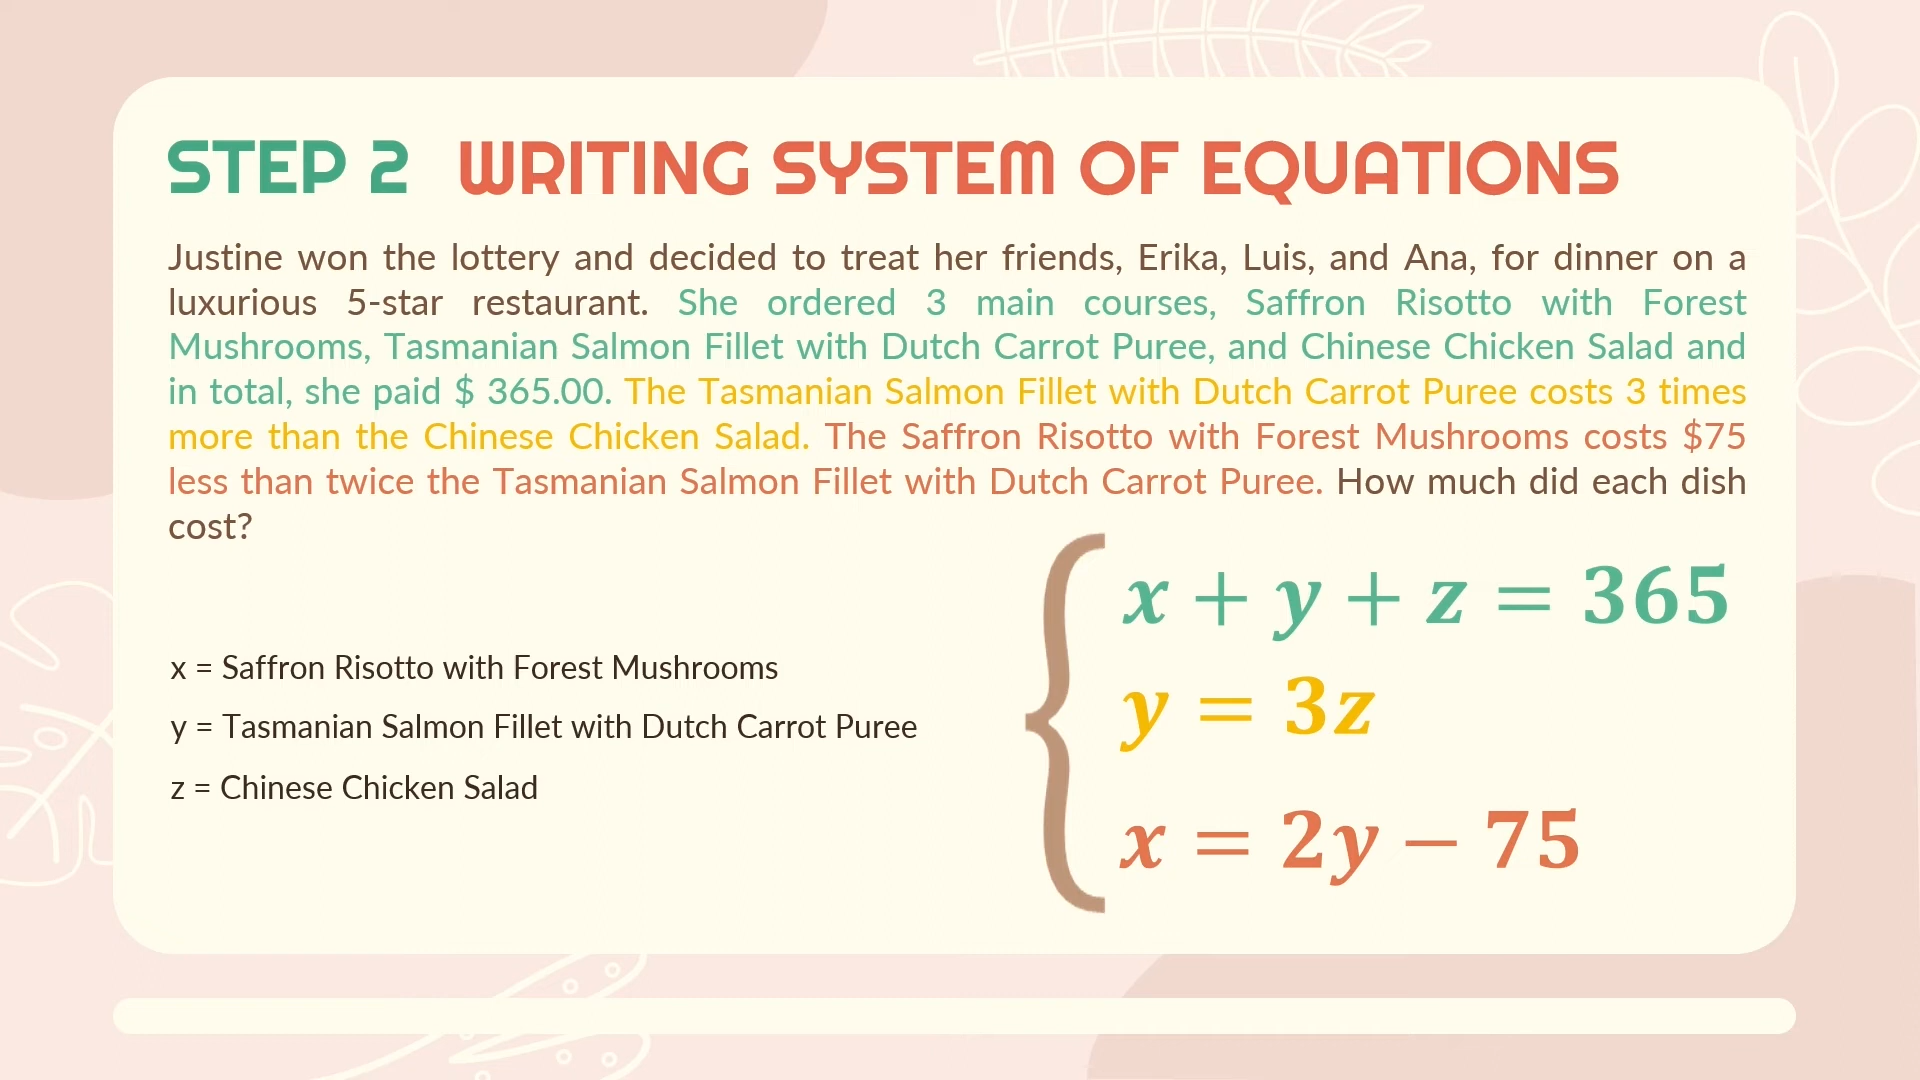 STEP 2 WRITING SYSTEM OF EQUATIONS
Justine won the lottery and decided to treat her friends, Erika, Luis, and Ana, for dinner on a
luxurious 5-star restaurant. She ordered 3 main courses, Saffron Risotto with Forest
Mushrooms, Tasmanian Salmon Fillet with Dutch Carrot Puree, and Chinese Chicken Salad and
in total, she paid $ 365.00. The Tasmanian Salmon Fillet with Dutch Carrot Puree costs 3 times
more than the Chinese Chicken Salad. The Saffron Risotto with Forest Mushrooms costs $75
less than twice the Tasmanian Salmon Fillet with Dutch Carrot Puree. How much did each dish
cost?
x = Saffron Risotto with Forest Mushrooms
y = Tasmanian Salmon Fillet with Dutch Carrot Puree
z = Chinese Chicken Salad
x + y + z = 365
y = 3z
x = 2y − 75